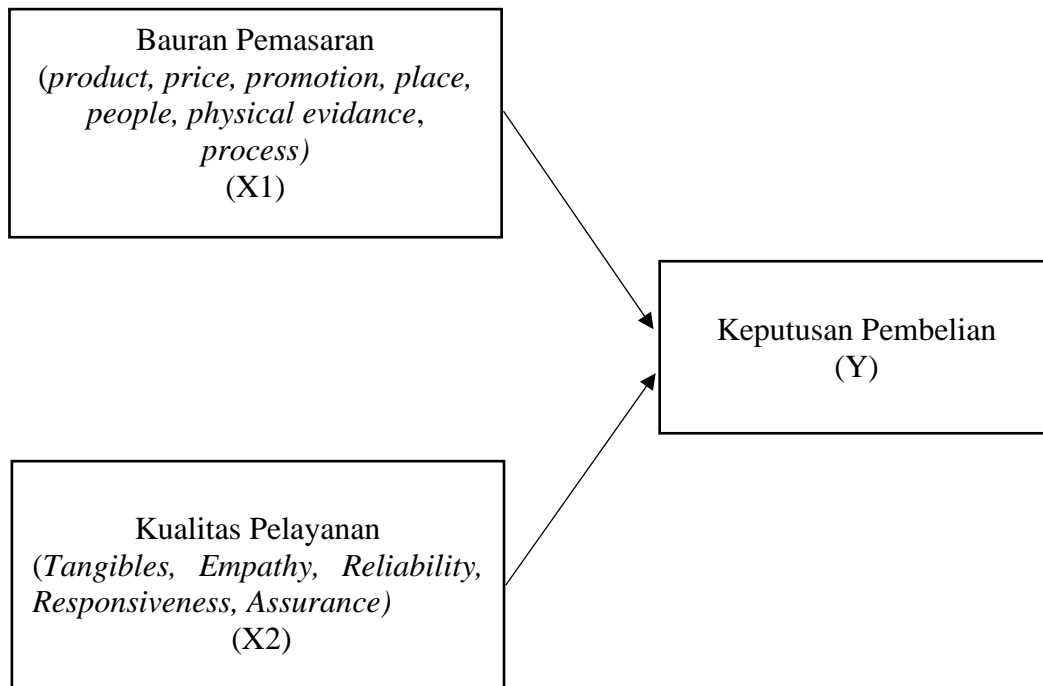 Bauran Pemasaran
(product, price, promotion, place,
people, physical evidance,
process)
(X1)
Keputusan Pembelian
(Y)
Kualitas Pelayanan
(Tangibles, Empathy, Reliability,
Responsiveness, Assurance)
(X2)